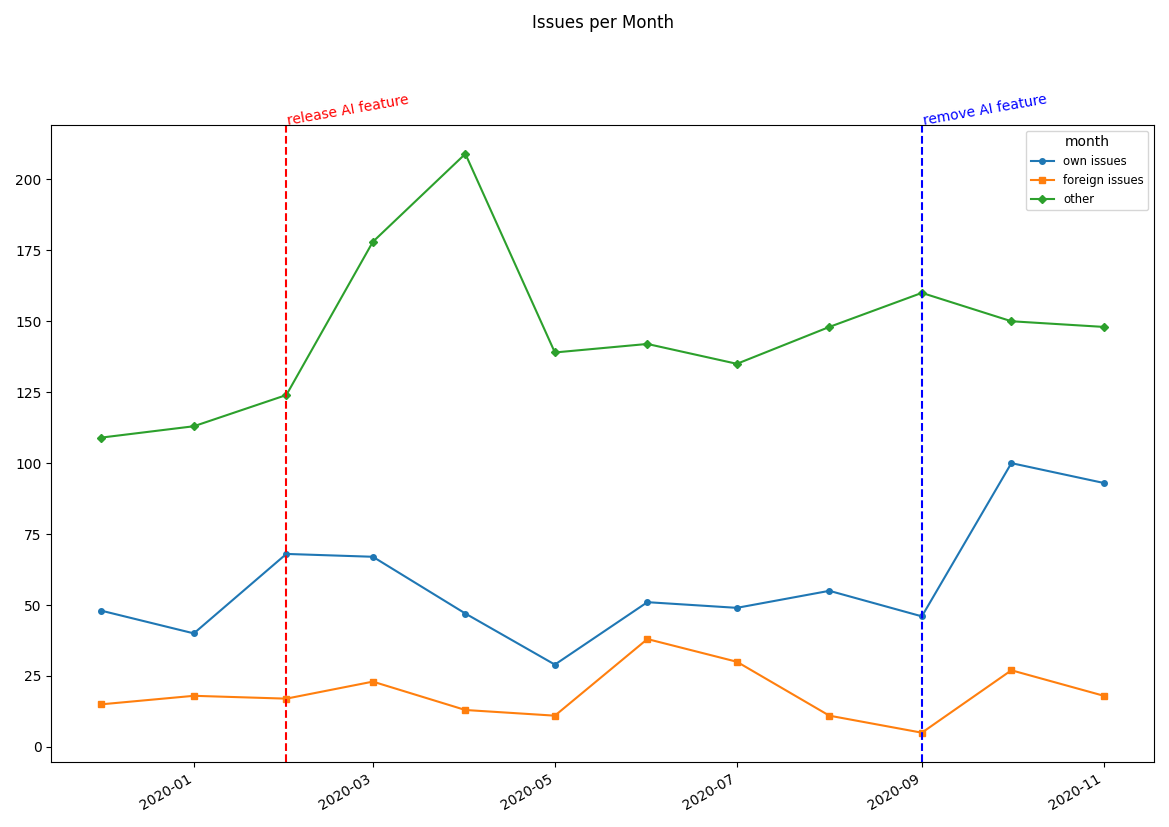 Issues per Month
release AI feature
remove AI feature
month
own issues
foreign issues
other
200
175
150
125
100
75
50
25
0
2020-01
2020-03
2020-05
2020-07
2020-09
2020-11